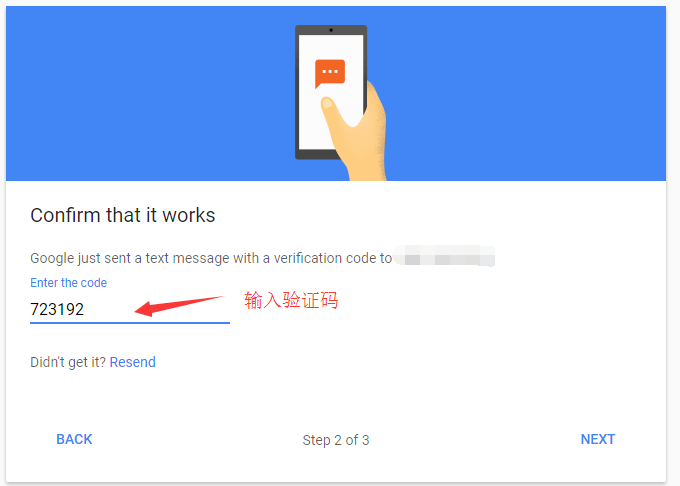 Confirm that it works
Google just sent a text message with a verification code to
Enter the code
723192
输入验证码
Didn't get it? Resend
BACK
Step 2 of 3
NEXT